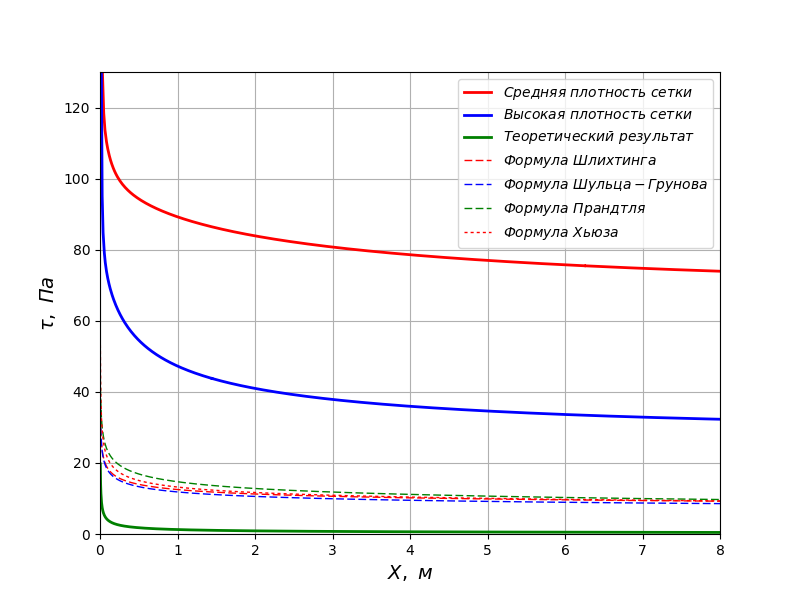 120
100
80
60
40
20
0
τ, Па
Средняя плотность сетки
Высокая плотность сетки
Теоретический результат
Формула Шлихтинга
Формула Шульца − Грунова
Формула Прандтля
Формула Хьюза
0 1 2 3 4 5 6 7 8
X, м